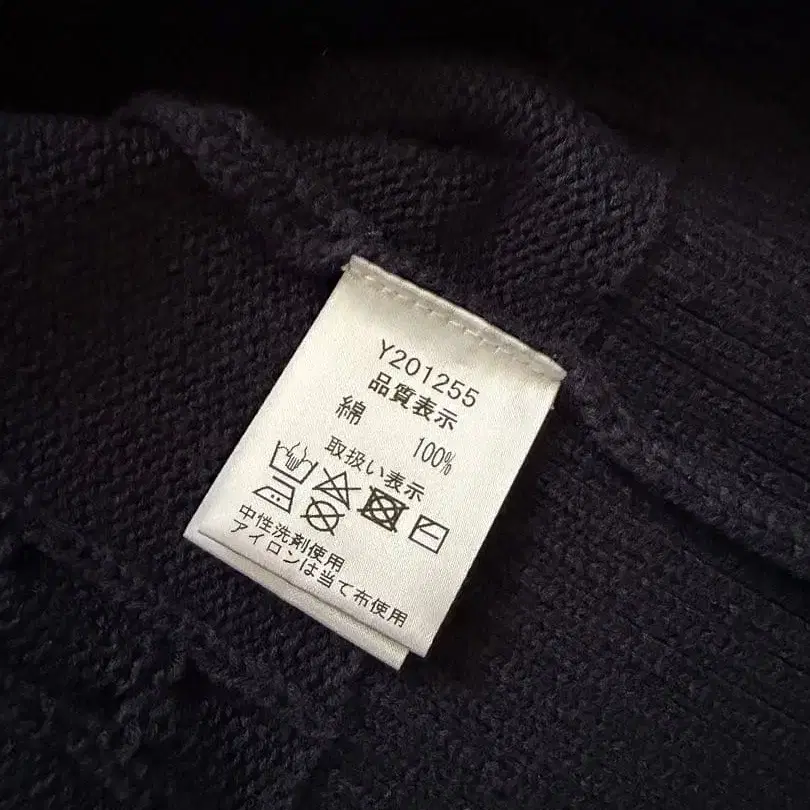 Y201255
品質表示
綿 100%
取扱い表示
中性洗剤使用
アイロンは当て布使用